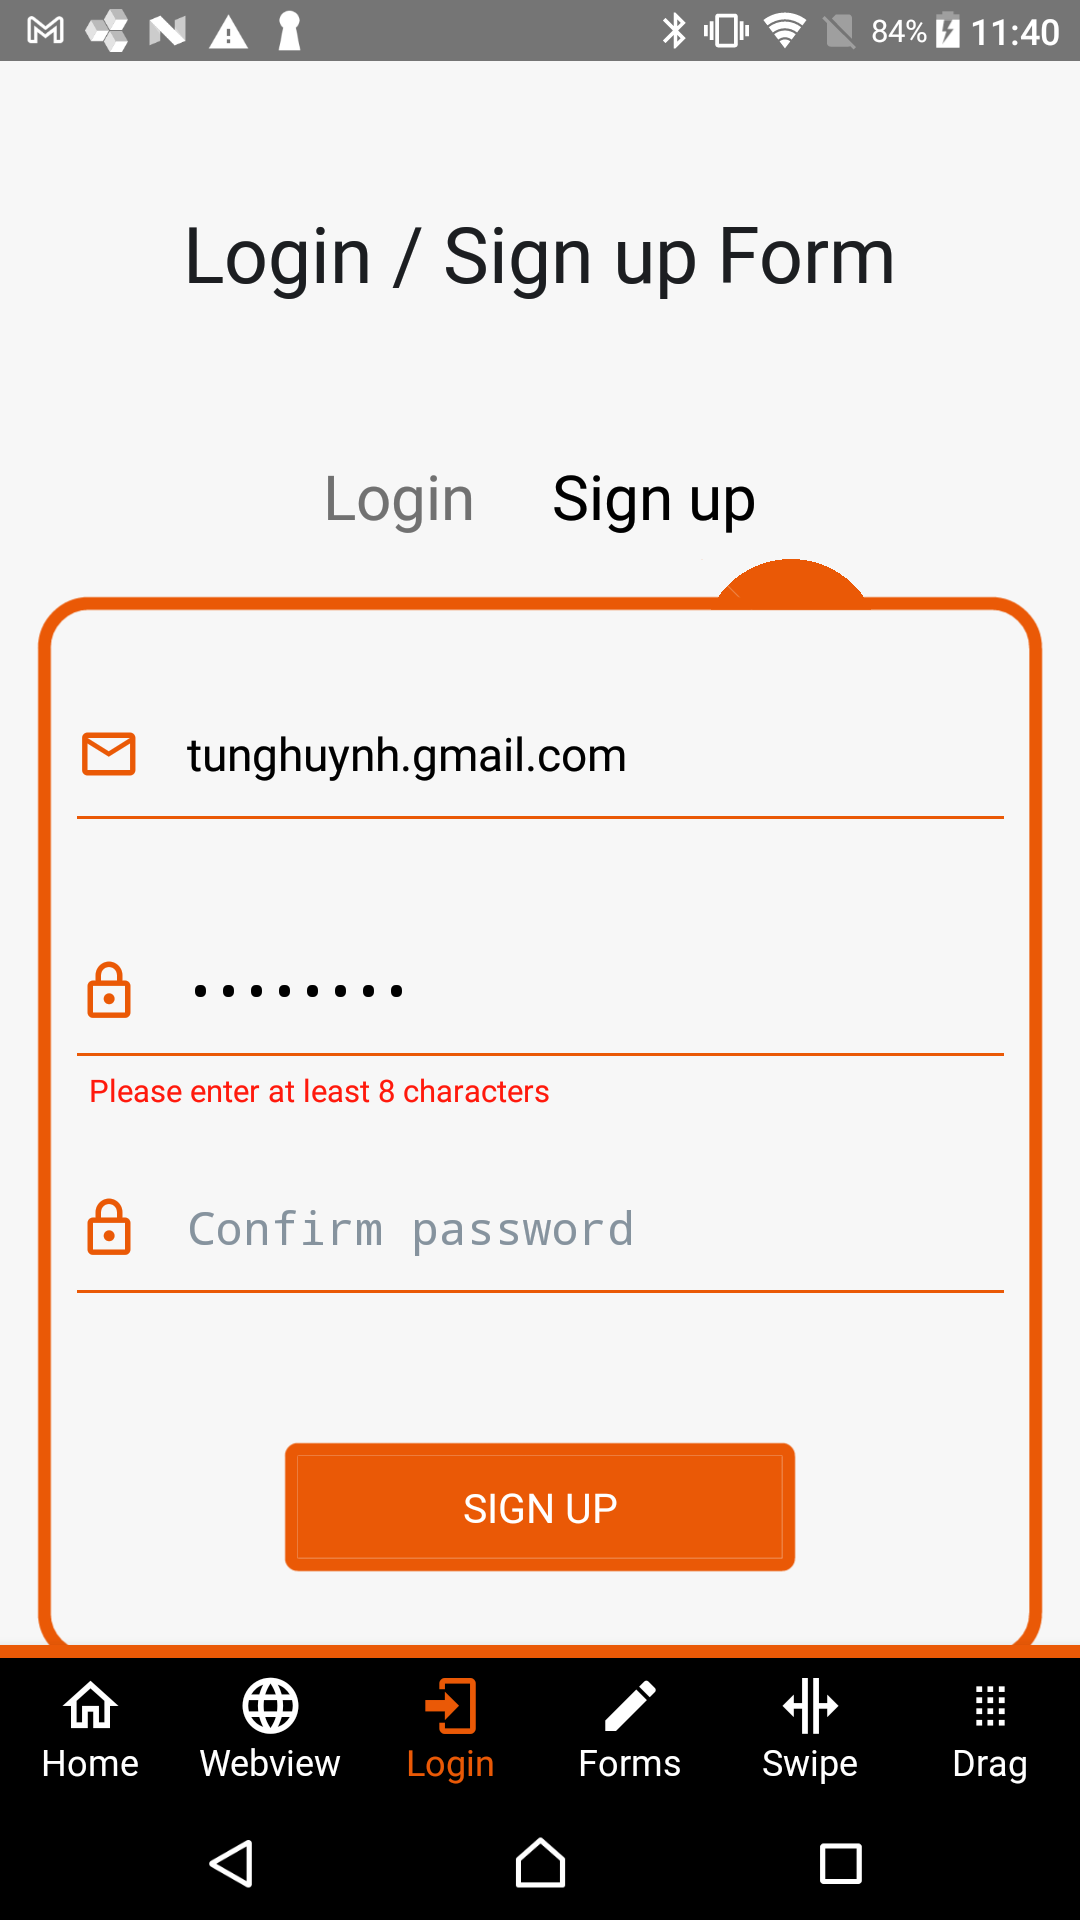 84% 11:40
Login / Sign up Form
Login Sign up
tunghuynh.gmail.com
••••••••
Please enter at least 8 characters
Confirm password
SIGN UP
Home Webview Login Forms Swipe Drag